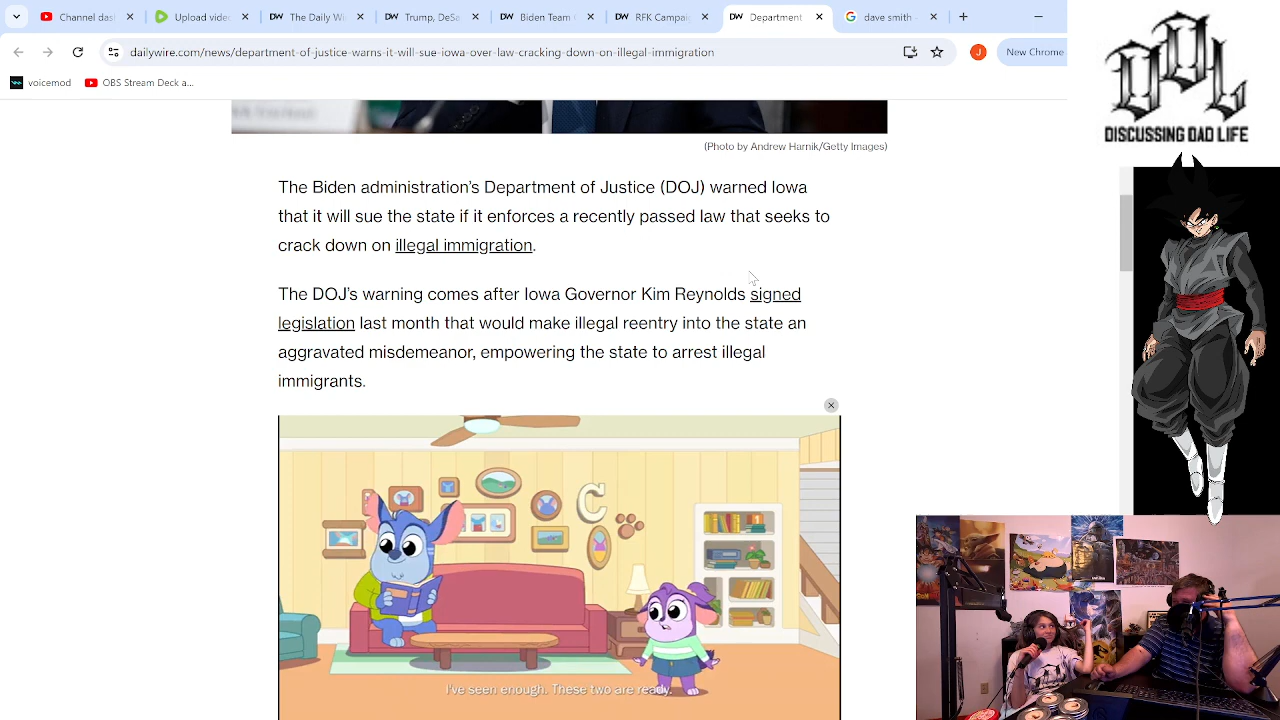 Channel dash
Upload video
The Daily Wi
Trump, DeSa
Biden Team
RFK Campai
Department
dave smith -
dailywire.com/news/department-of-justice-warns-it-will-sue-iowa-over-law-cracking-down-on-illegal-immigration
J
New Chrome
voicemod
OBS Stream Deck a...
DDL
DISCUSSING DAD LIFE
(Photo by Andrew Harnik/Getty Images)
The Biden administration's Department of Justice (DOJ) warned Iowa
that it will sue the state if it enforces a recently passed law that seeks to
crack down on illegal immigration.
The DOJ's warning comes after Iowa Governor Kim Reynolds signed
legislation last month that would make illegal reentry into the state an
aggravated misdemeanor, empowering the state to arrest illegal
immigrants.
C
I've seen enough. These two are ready.